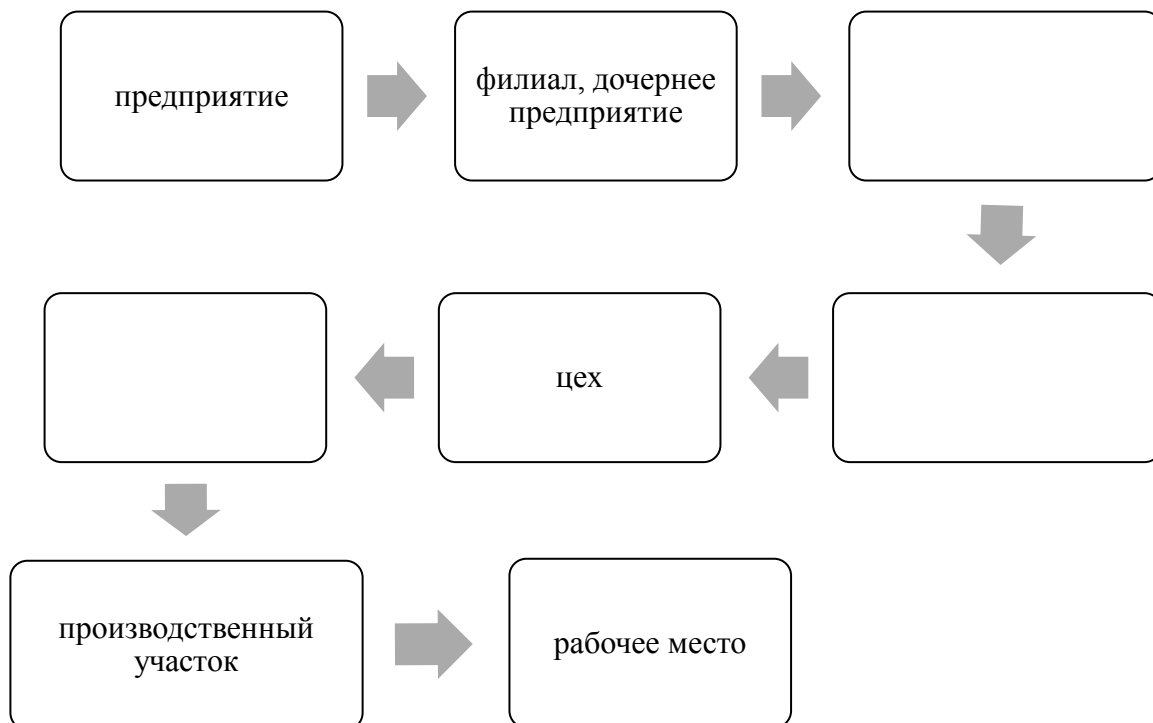 предприятие
филиал, дочернее
предприятие
цех
производственный
участок
рабочее место